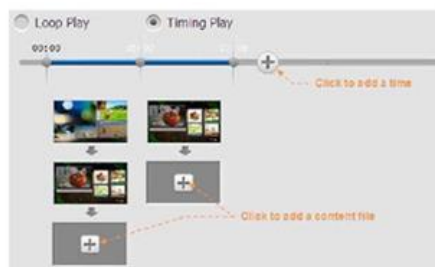 Loop Play
Timing Play
00:00
Click to add a time
Click to add a content file